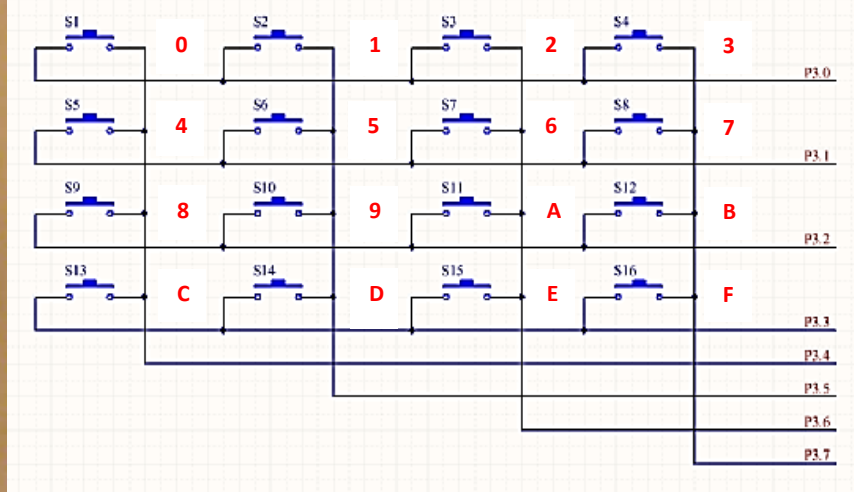 S1 0 S2 1 S3 2 S4 3
P3.0
S5 4 S6 5 S7 6 S8 7
P3.1
S9 8 S10 9 S11 A S12 B
P3.2
S13 C S14 D S15 E S16 F
P3.3
P3.4
P3.5
P3.6
P3.7